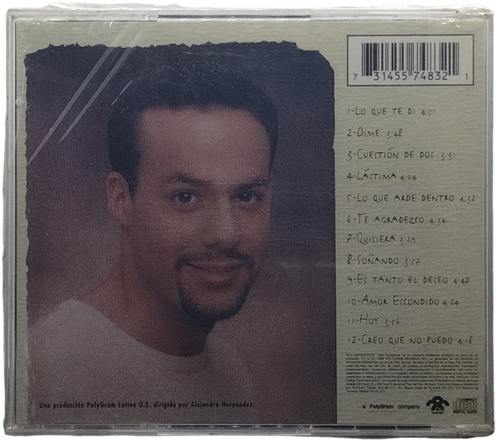 7 31455 74832 1
1-Lo que te di 4:51
2-Dime 3:48
3-Cuestión de dos 3:31
4-Lástima 4:04
5-Lo que arde dentro 4:32
6-Te agradezco 4:34
7-Quisiera 3:29
8-Soñando 3:57
9-Es tanto el deseo 4:47
10-Amor Escondido 4:24
11-Hoy 3:56
12-Creo que no puedo 4:18
a PolyGram company
Una producción PolyGram Latino U.S. dirigida por Alejandro Hernández.